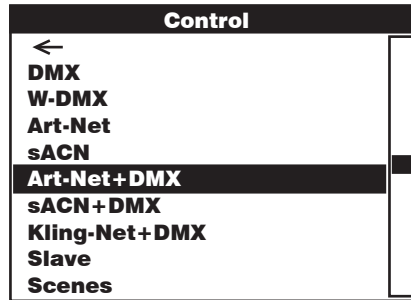 Control
←
DMX
W-DMX
Art-Net
sACN
Art-Net+DMX
sACN+DMX
Kling-Net+DMX
Slave
Scenes